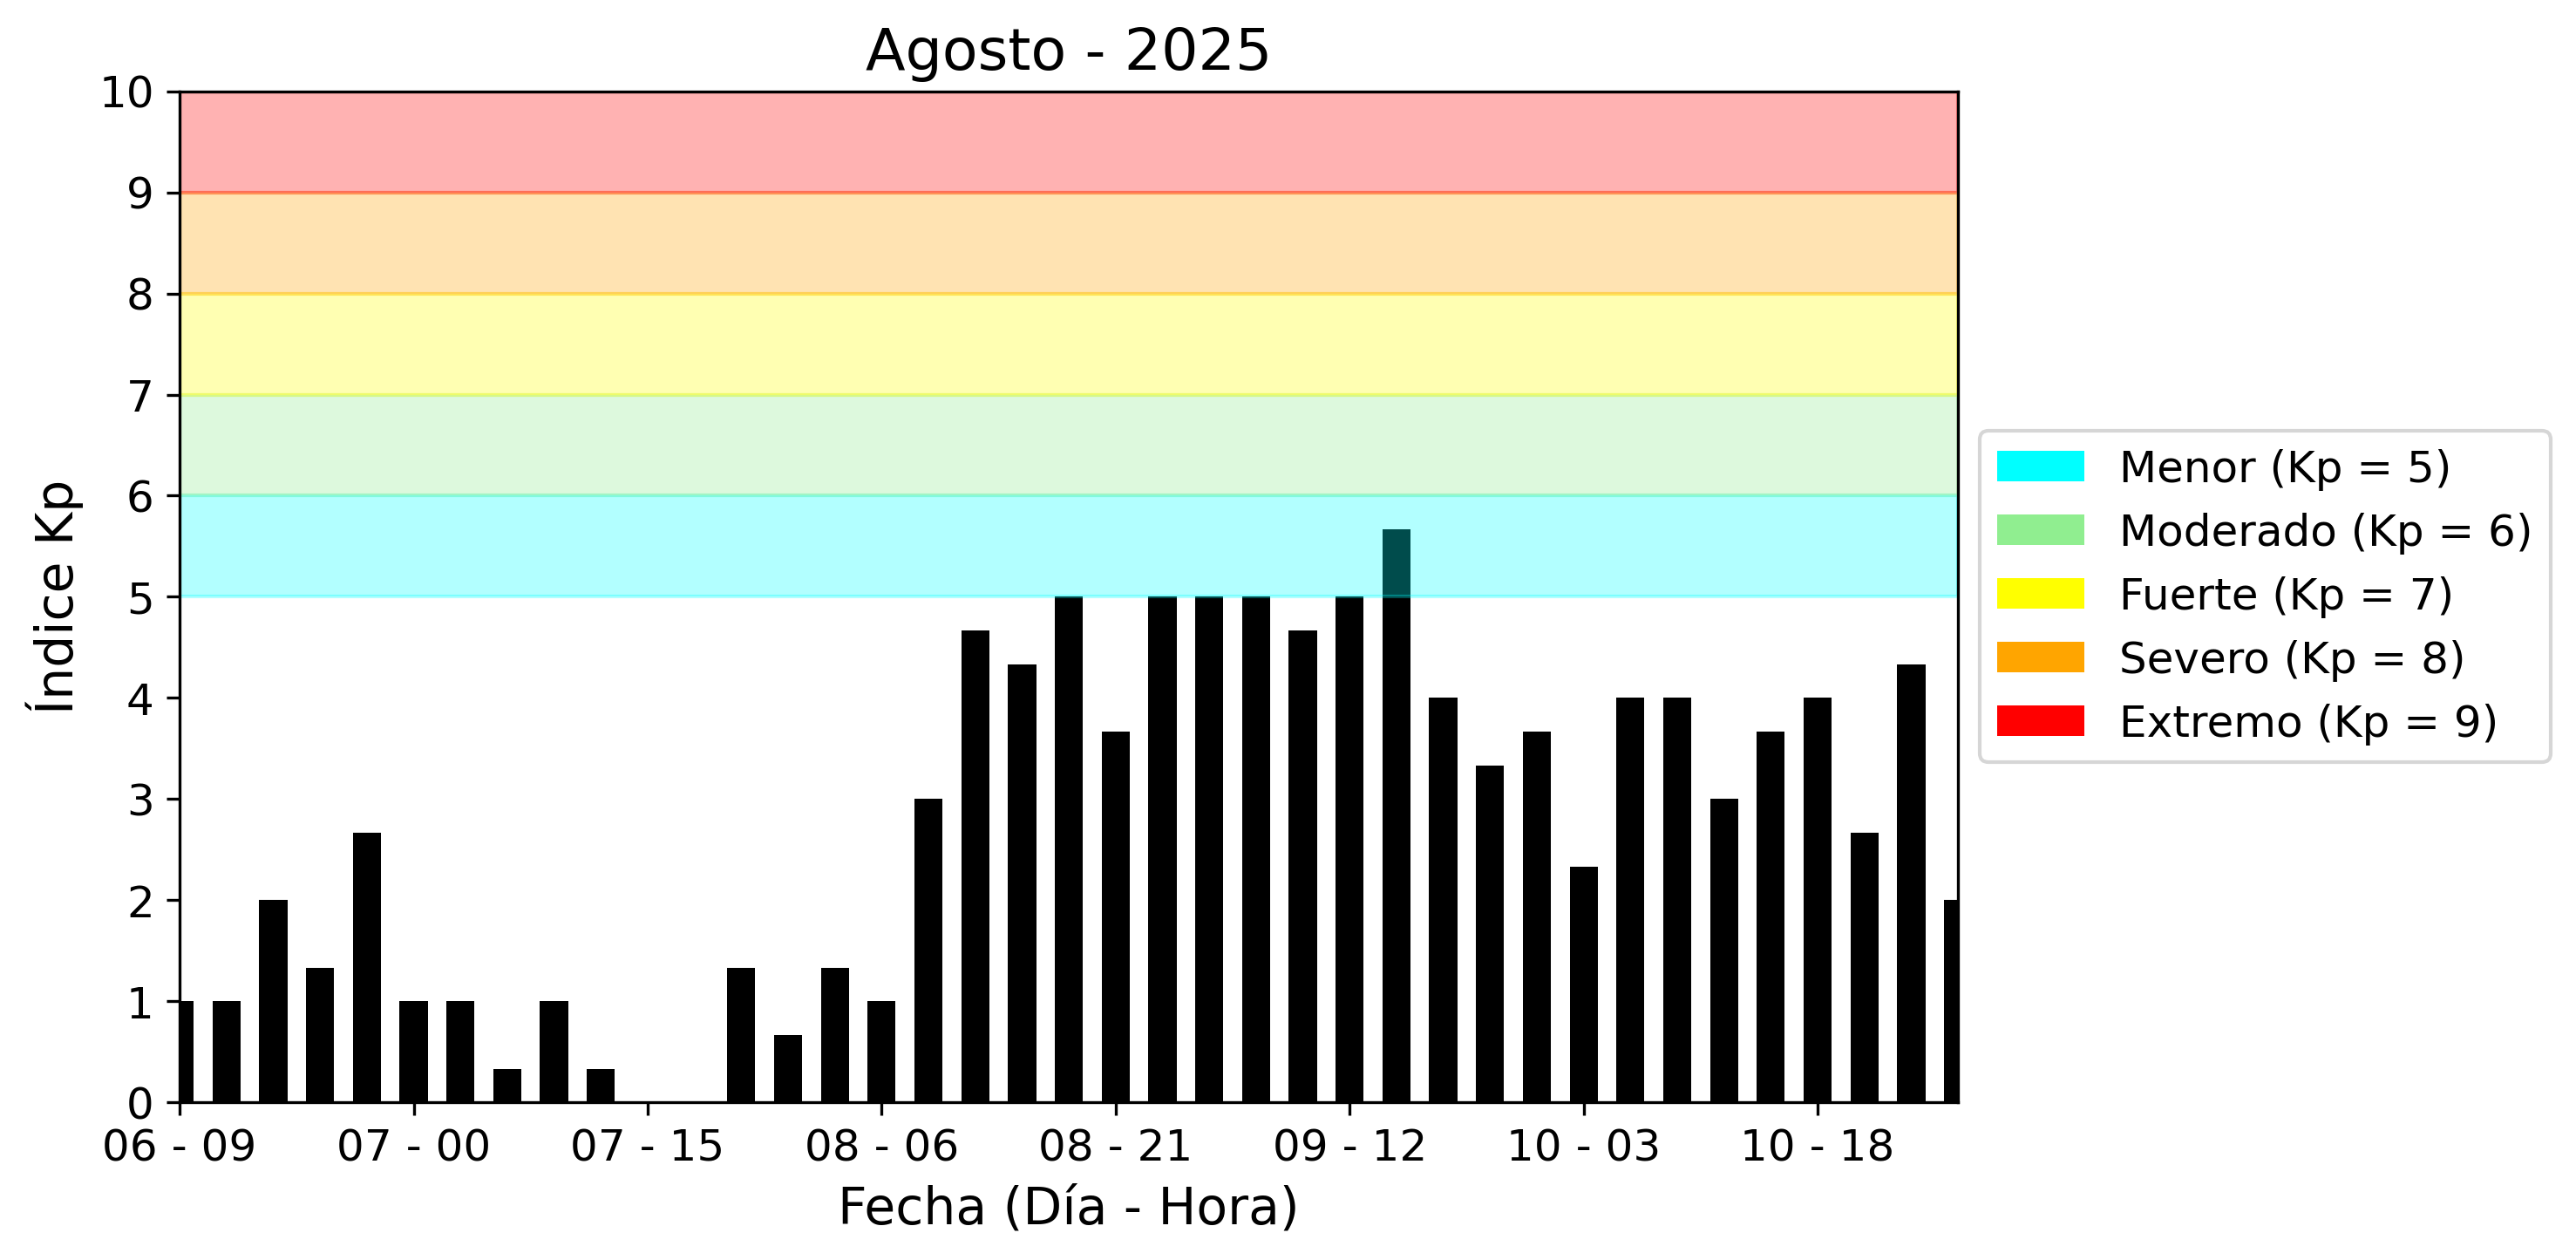 Agosto - 2025
Índice Kp
10
9
8
7
6
5
4
3
2
1
0
06 - 09
07 - 00
07 - 15
08 - 06
08 - 21
09 - 12
10 - 03
10 - 18
Fecha (Día - Hora)
Menor (Kp = 5)
Moderado (Kp = 6)
Fuerte (Kp = 7)
Severo (Kp = 8)
Extremo (Kp = 9)